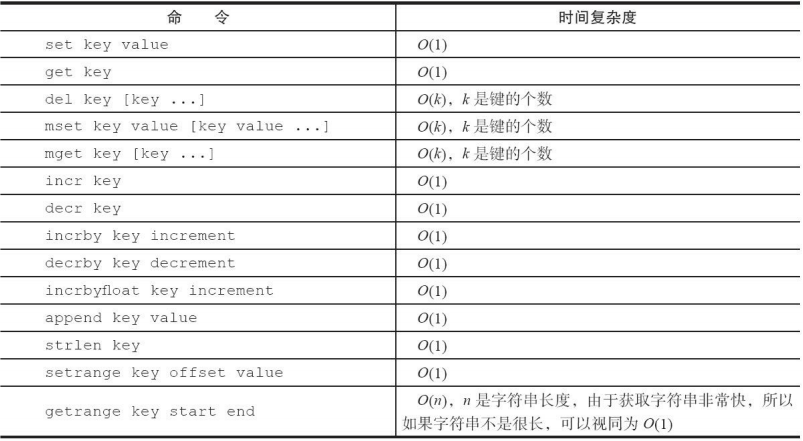 命 令 时间复杂度
set key value O(1)
get key O(1)
del key [key ...] O(k)，k 是键的个数
mset key value [key value ...] O(k)，k 是键的个数
mget key [key ...] O(k)，k 是键的个数
incr key O(1)
decr key O(1)
incrby key increment O(1)
decrby key decrement O(1)
incrbyfloat key increment O(1)
append key value O(1)
strlen key O(1)
setrange key offset value O(1)
getrange key start end O(n)，n 是字符串长度，由于获取字符串非常快，所以
如果字符串不是很长，可以视同为 O(1)